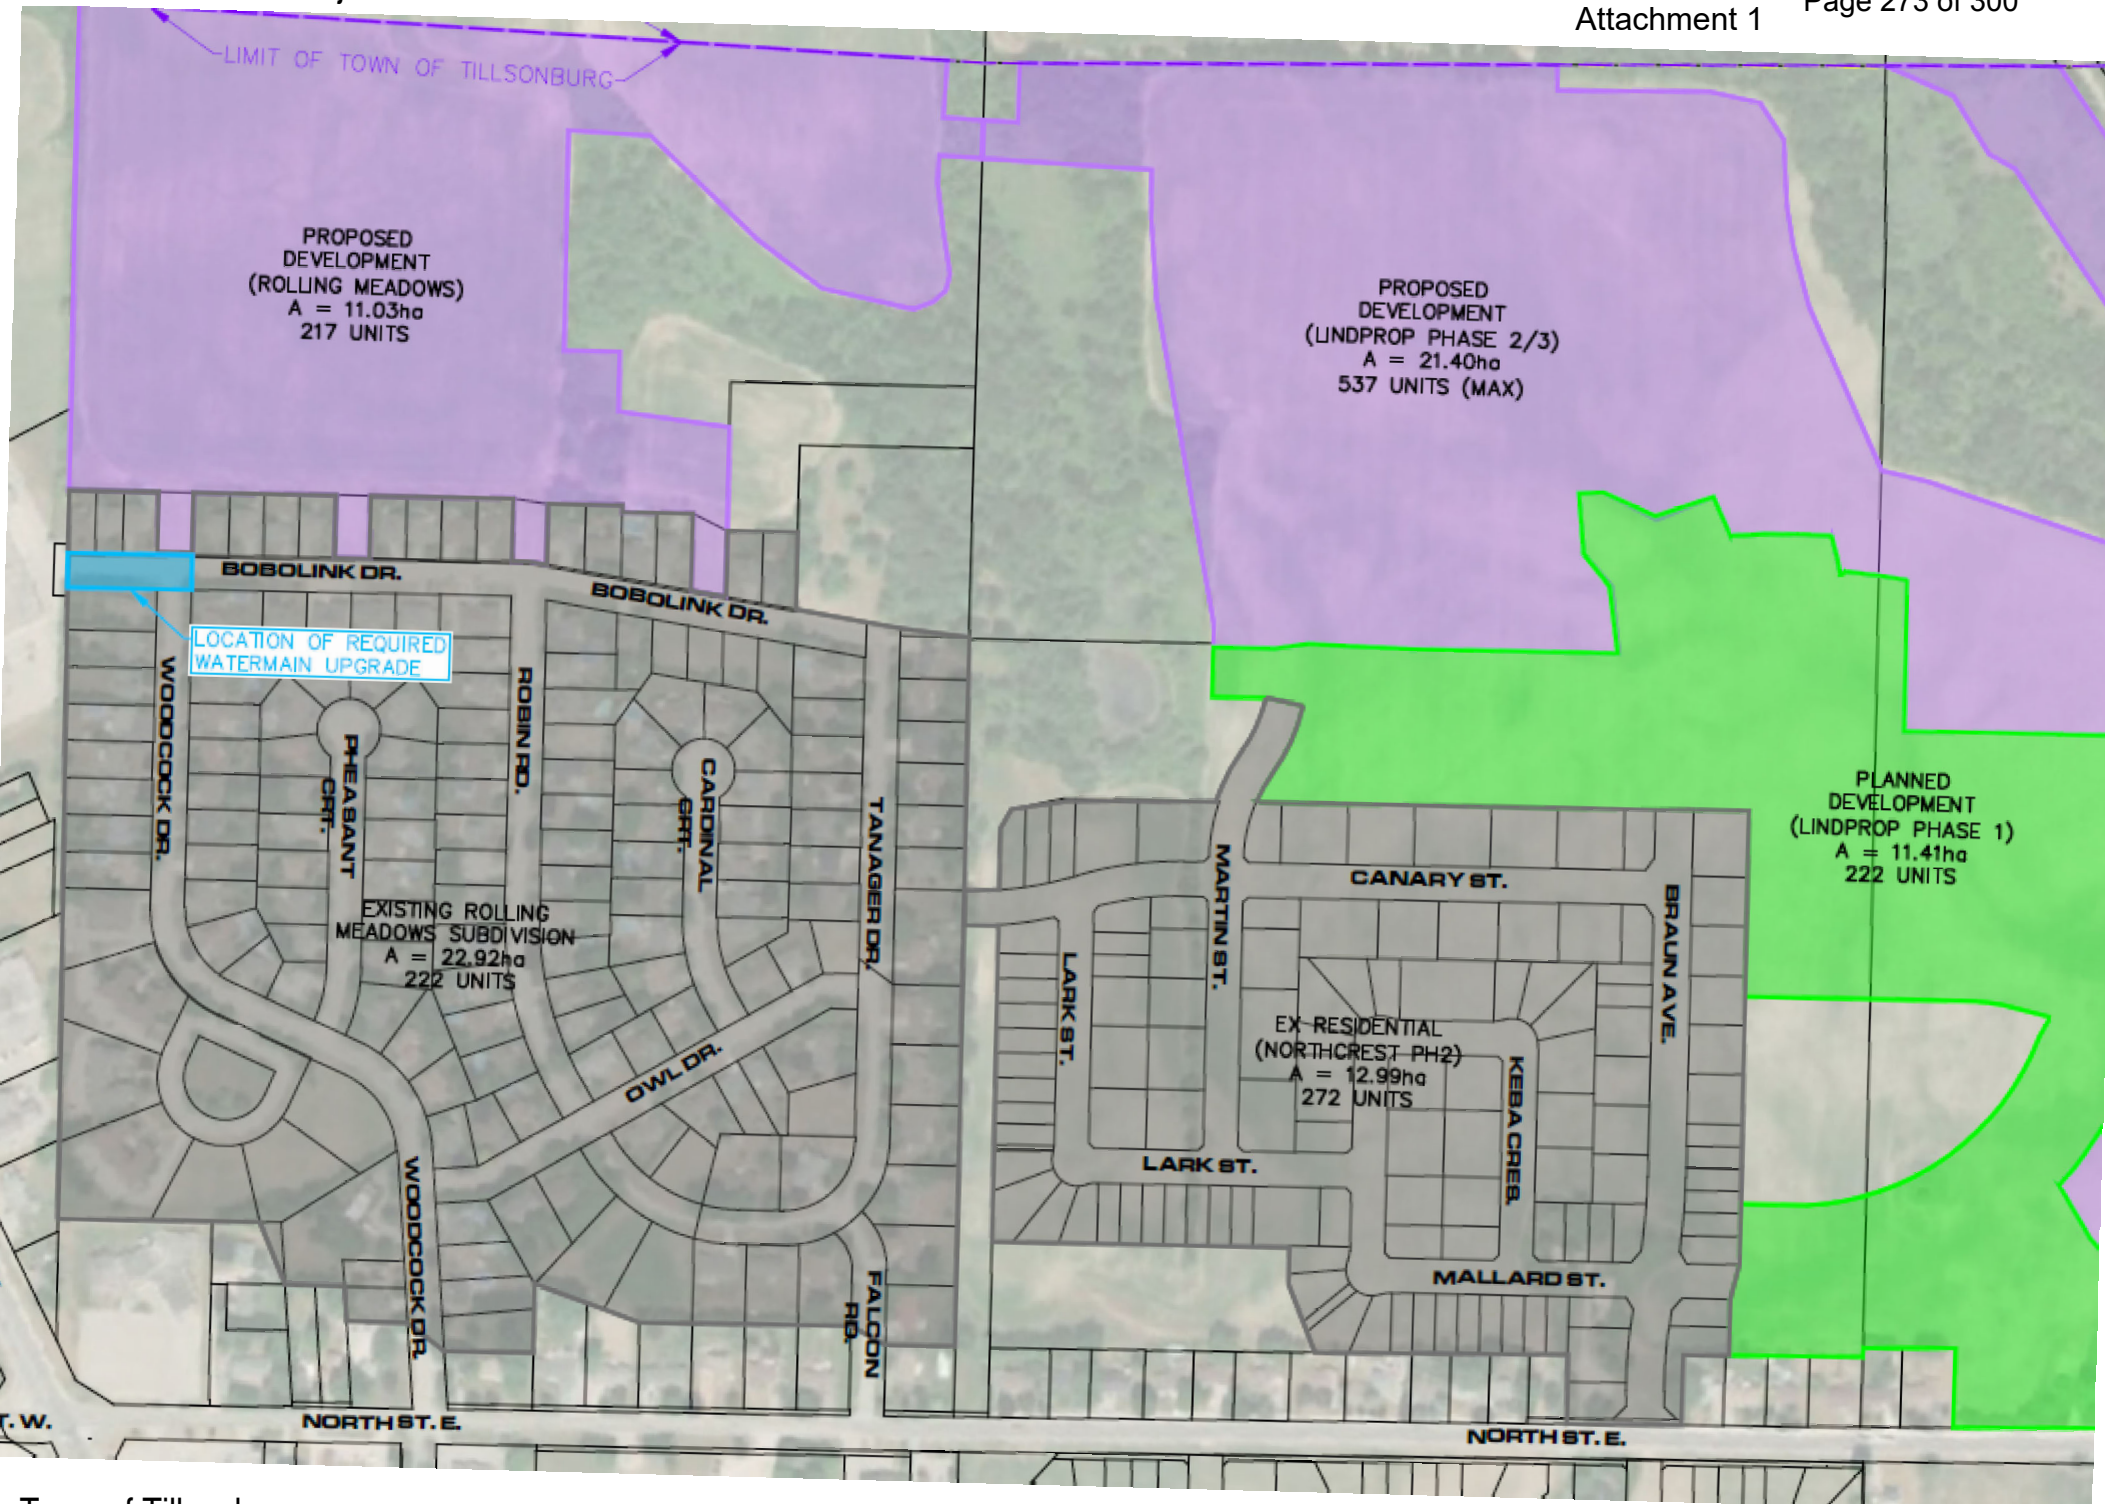 Page 273 of 300
Attachment 1
LIMIT OF TOWN OF TILLSONBURG
PROPOSED
DEVELOPMENT
(ROLLING MEADOWS)
A = 11.03ha
217 UNITS
PROPOSED
DEVELOPMENT
(LINDPROP PHASE 2/3)
A = 21.40ha
537 UNITS (MAX)
BOBOLINK DR.
BOBOLINK DR.
LOCATION OF REQUIRED
WATERMAIN UPGRADE
WOODCOCK DR.
PHEASANT
CRT.
ROBIN RD.
CARDINAL
CRT.
TANAGER DR.
PLANNED
DEVELOPMENT
(LINDPROP PHASE 1)
A = 11.41ha
222 UNITS
MARTIN ST.
CANARY ST.
BRAUN AVE.
EXISTING ROLLING
MEADOWS SUBDIVISION
A = 22.92ha
222 UNITS
LARK ST.
EX RESIDENTIAL
(NORTHCREST PH2)
A = 12.99ha
272 UNITS
OWL DR.
KEBA CRES.
LARK ST.
WOODCOCK DR.
FALCON
RD.
MALLARD ST.
T. W.
NORTH ST. E.
NORTH ST. E.